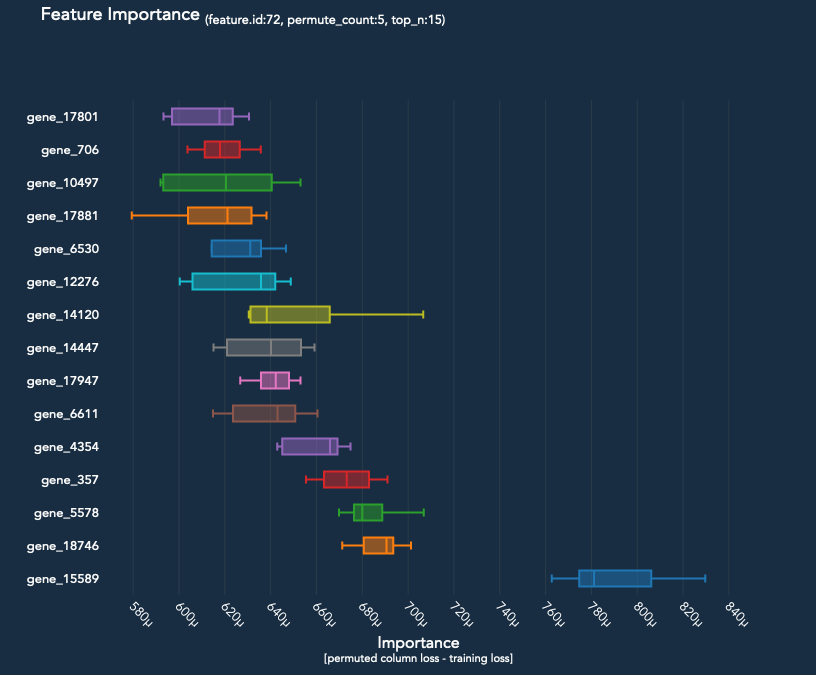 Feature Importance (feature.id:72, permute_count:5, top_n:15)
gene_17801
gene_706
gene_10497
gene_17881
gene_6530
gene_12276
gene_14120
gene_14447
gene_17947
gene_6611
gene_4354
gene_357
gene_5578
gene_18746
gene_15589
580μ 600μ 620μ 640μ 660μ 680μ 700μ 720μ 740μ 760μ 780μ 800μ 820μ 840μ
Importance
[permuted column loss - training loss]